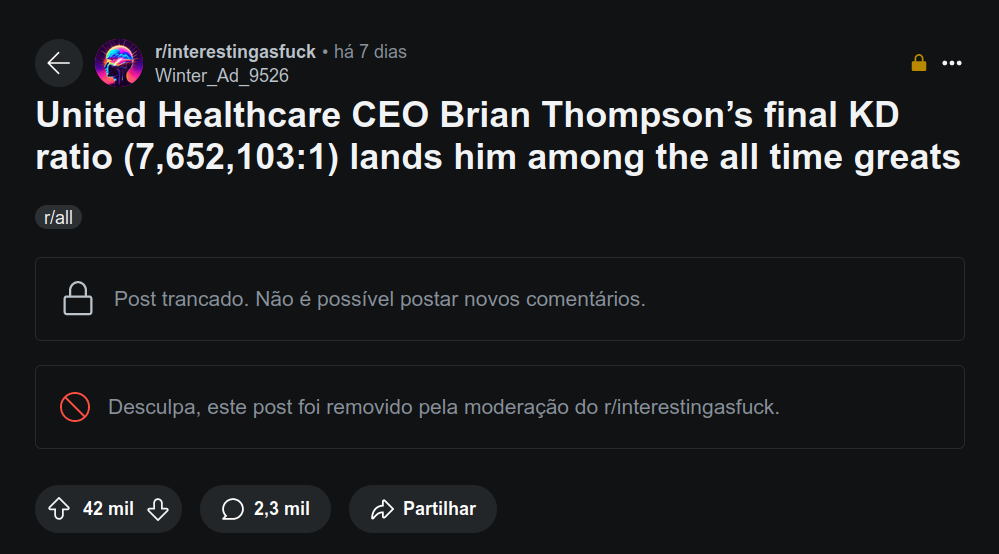 r/interestingasfuck • há 7 dias
Winter_Ad_9526
United Healthcare CEO Brian Thompson’s final KD
ratio (7,652,103:1) lands him among the all time greats
r/all
Post trancado. Não é possível postar novos comentários.
Desculpa, este post foi removido pela moderação do r/interestingasfuck.
42 mil 2,3 mil Partilhar